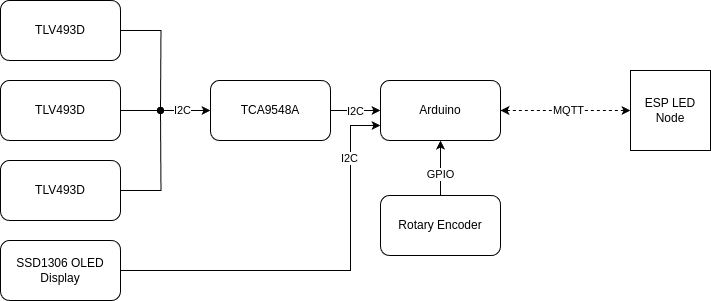 TLV493D
TLV493D
I2C
TCA9548A
I2C
Arduino
MQTT
ESP LED
Node
I2C
TLV493D
GPIO
Rotary Encoder
SSD1306 OLED
Display